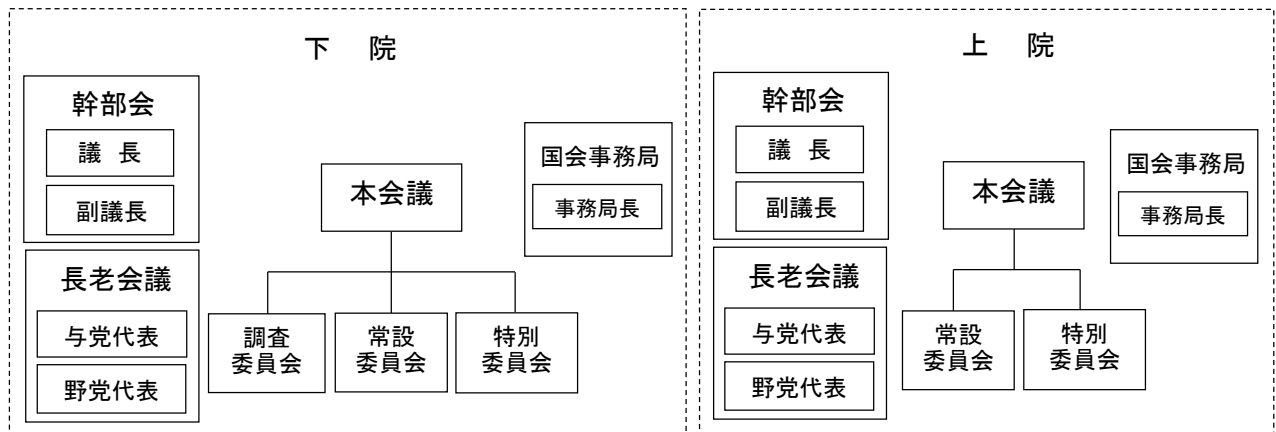 下 院
幹部会
議 長
副議長
長老会議
与党代表
野党代表
本会議
調査
委員会
常設
委員会
特別
委員会
国会事務局
事務局長
上 院
幹部会
議 長
副議長
長老会議
与党代表
野党代表
本会議
常設
委員会
特別
委員会
国会事務局
事務局長